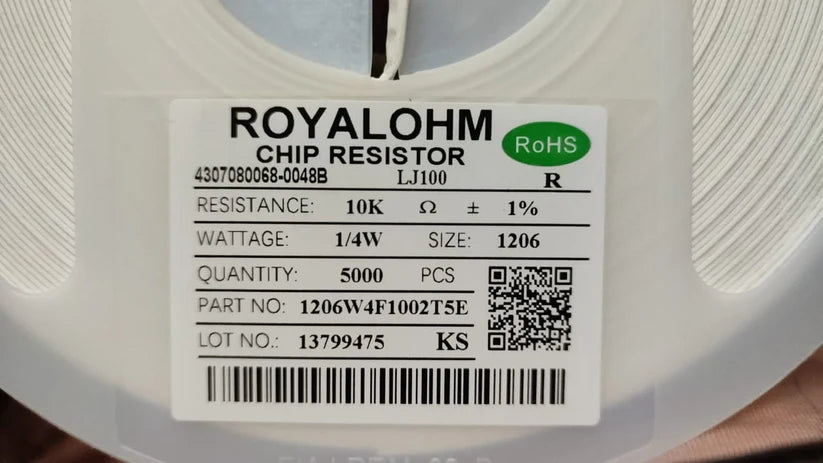 ROYALOHM
RoHS
CHIP RESISTOR
4307080068-0048B LJ100 R
RESISTANCE: 10K Ω ± 1%
WATTAGE: 1/4W SIZE: 1206
QUANTITY: 5000 PCS
PART NO: 1206W4F1002T5E
LOT NO.: 13799475 KS